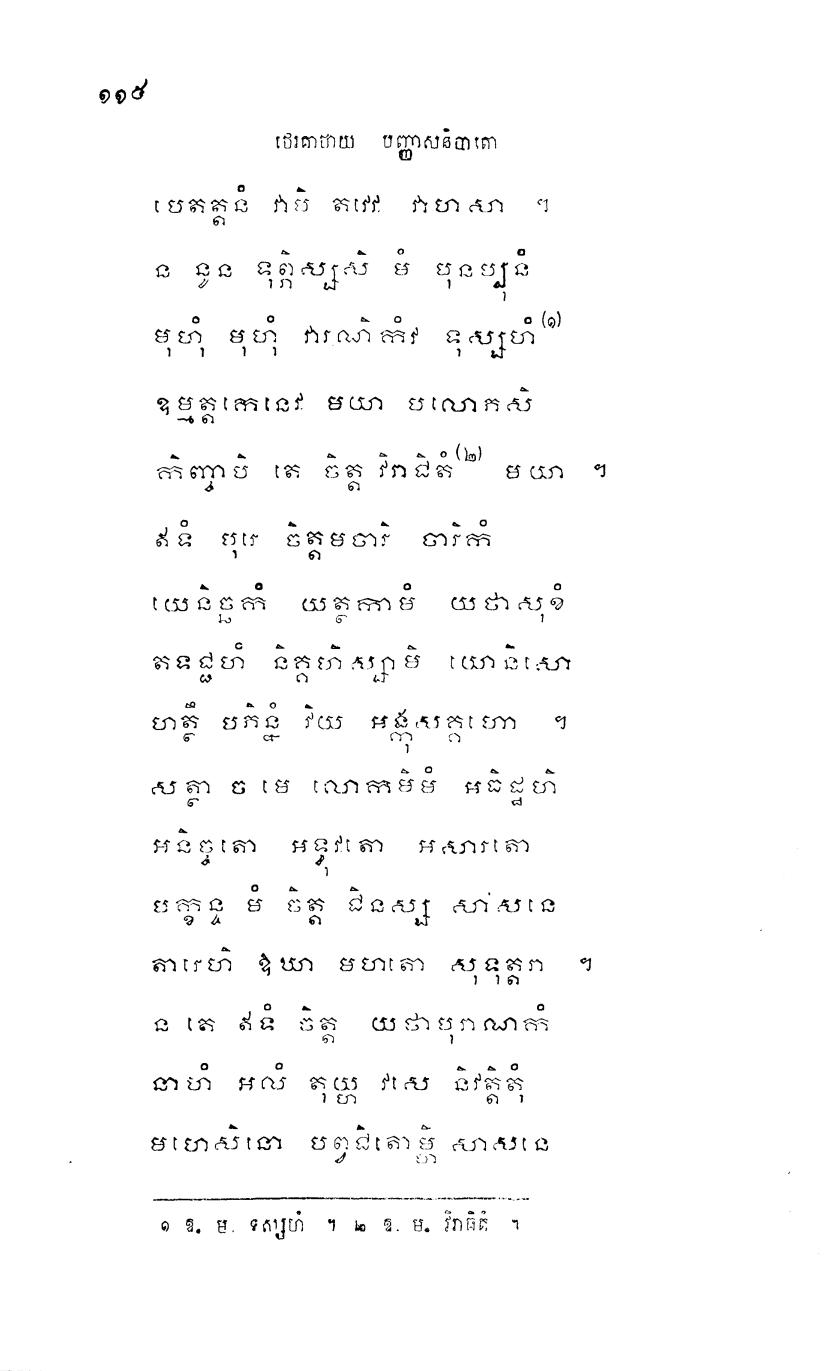 ១១៩
ថេរគាថាយ បញ្ញាសនិបាតោ
បេតត្តនំ វាបិ តវេវ វាហសា ។
ន នូន ទុព្ភិស្សសិ មំ បុនប្បុនំ
មុហុំ មុហុំ វារណិកំវ ទុស្សហំ(១)
ឧម្មត្តកេនេវ មយា បលោភសិ
កិញ្ចាបិ តេ ចិត្ត វិរាជិតំ(២) មយា ។
ឥទំ បុរេ ចិត្តមចារិ ចារិកំ
យេនិច្ឆកំ យត្ថកាមំ យថាសុខំ
តទជ្ជហំ និគ្គហិស្សាមិ យោនិសោ
ហត្ថឹ បភិន្នំ វិយ អង្កុសគ្គហោ ។
សត្ថា ច មេ លោកមិមំ អធិដ្ឋហិ
អនិច្ចតោ អទ្ធុវតោ អសារតោ
បក្ខន្ទ មំ ចិត្ត ជិនស្ស សាសនេ
តារេហិ ឱឃា មហតោ សុទុត្តរា ។
ន តេ ឥទំ ចិត្ត យថាបុរាណកំ
នាហំ អលំ តុយ្ហ វសេ និវត្តិតុំ
មហេសិនោ បព្វជិតោម្ហិ សាសនេ
១ ឱ. ម. ទស្សហំ ។ ២ ឱ. ម. វិរាធិតំ ។